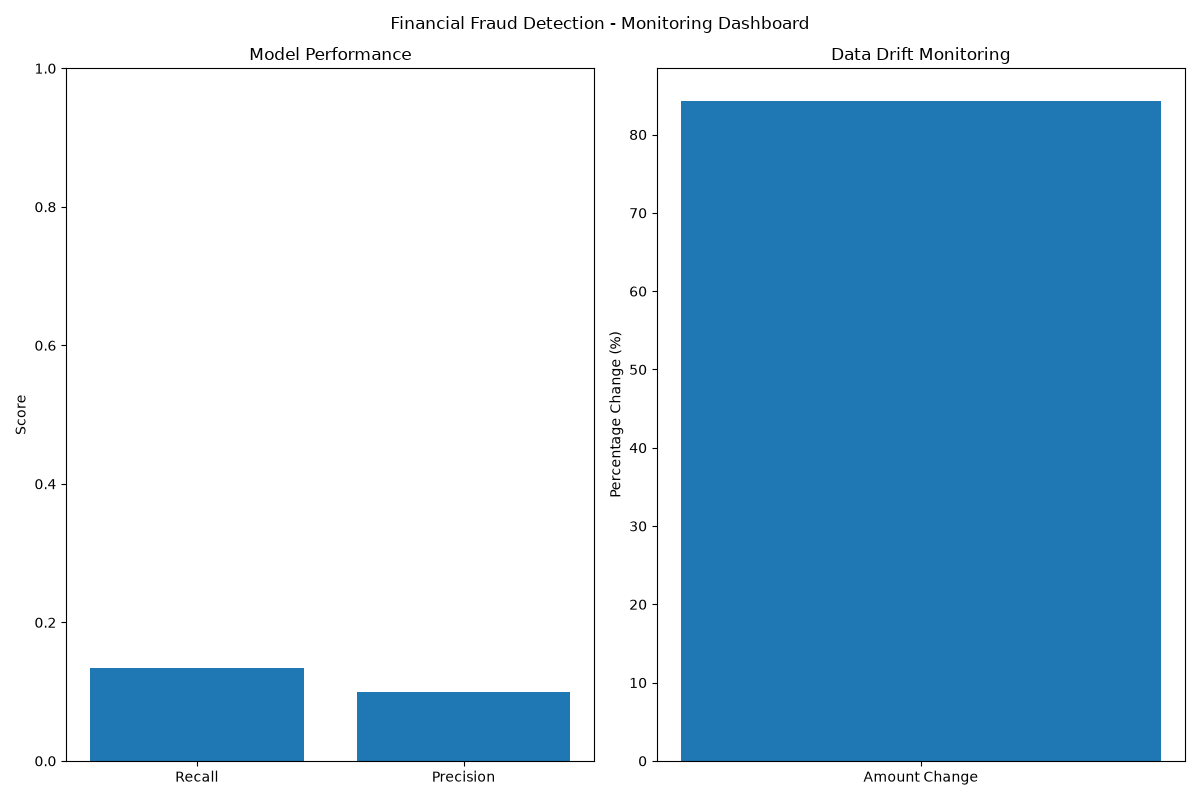 Financial Fraud Detection - Monitoring Dashboard
Model Performance
1.0
0.8
0.6
0.4
0.2
0.0
Score
Recall
Precision
Data Drift Monitoring
80
70
60
50
40
30
20
10
0
Percentage Change (%)
Amount Change